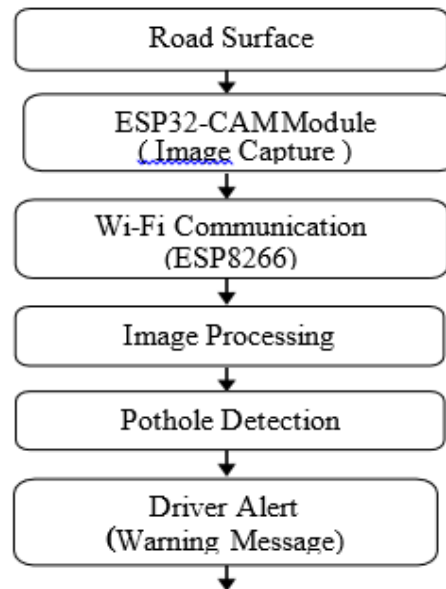 Road Surface
ESP32-CAMModule
( Image Capture )
Wi-Fi Communication
(ESP8266)
Image Processing
Pothole Detection
Driver Alert
(Warning Message)